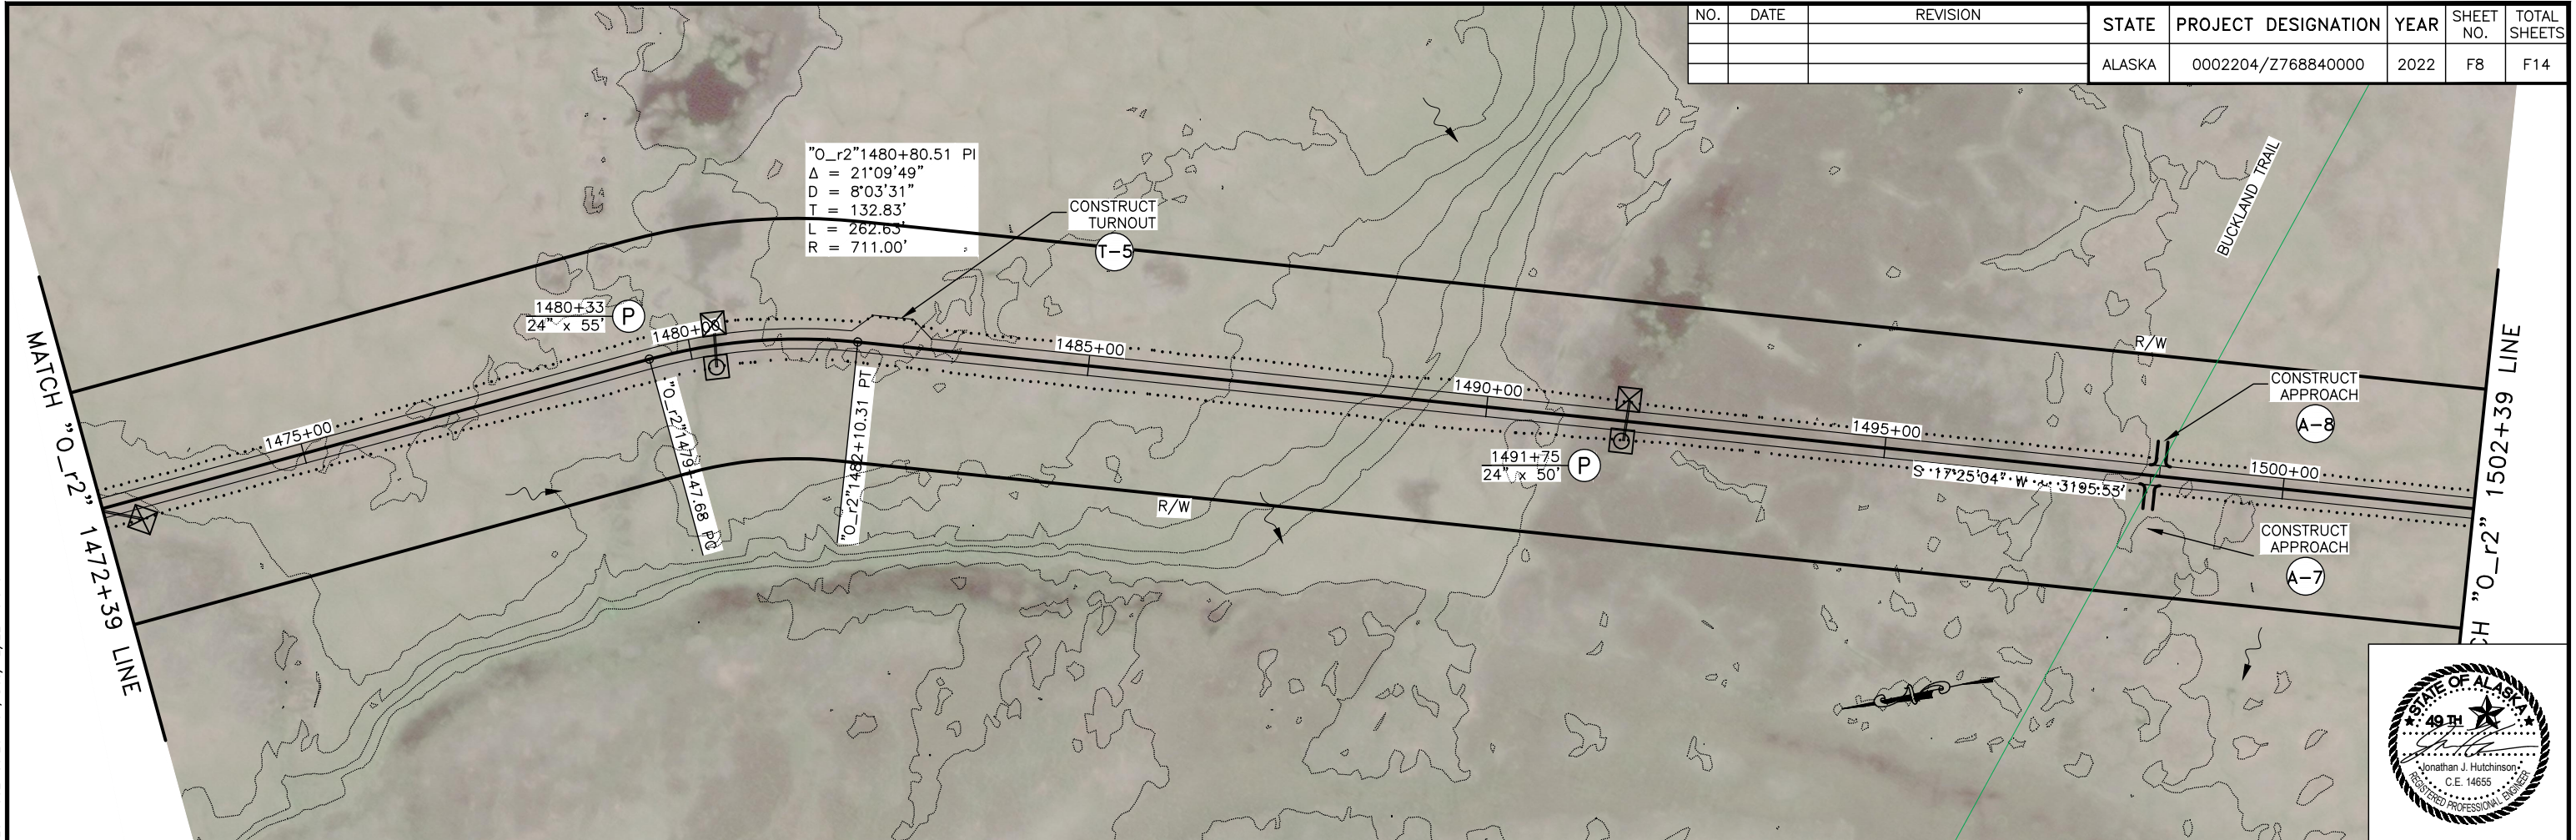 NO. DATE REVISION
STATE PROJECT DESIGNATION YEAR SHEET NO. TOTAL SHEETS
ALASKA 0002204/Z768840000 2022 F8 F14
"O_r2"1480+80.51 PI
Δ = 21°09'49"
D = 8°03'31"
T = 132.83'
L = 262.63'
R = 711.00'
CONSTRUCT
TURNOUT
T-5
BUCKLAND TRAIL
1480+33
24" x 55'
P
1480+00
1475+00
1485+00
1490+00
1495+00
1500+00
R/W
MATCH "O_r2" 1472+39 LINE
"O_r2"1479+47.68 PC
"O_r2"1482+10.31 PT
R/W
1491+75
24" x 50'
P
S 17°25'04" W 3195.53'
CONSTRUCT
APPROACH
A-8
CONSTRUCT
APPROACH
A-7
CH "O_r2" 1502+39 LINE
STATE OF ALASKA
49 TH
Jonathan J. Hutchinson
C.E. 14655
REGISTERED PROFESSIONAL ENGINEER